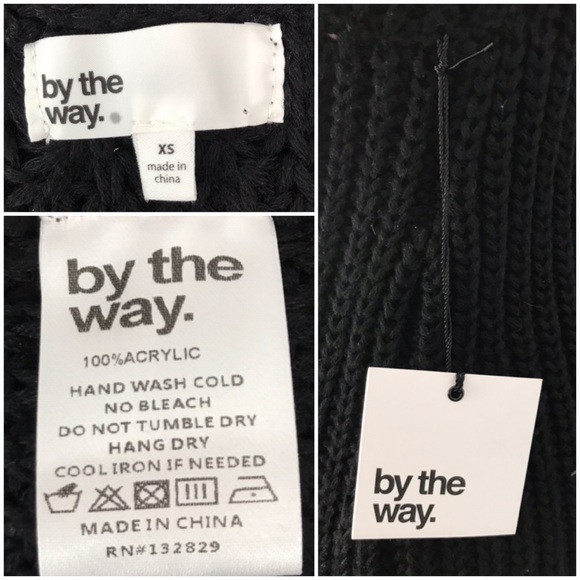 by the
way.
XS
made in
china
by the
way.
100%ACRYLIC
HAND WASH COLD
NO BLEACH
DO NOT TUMBLE DRY
HANG DRY
COOL IRON IF NEEDED
MADE IN CHINA
RN#132829
by the
way.